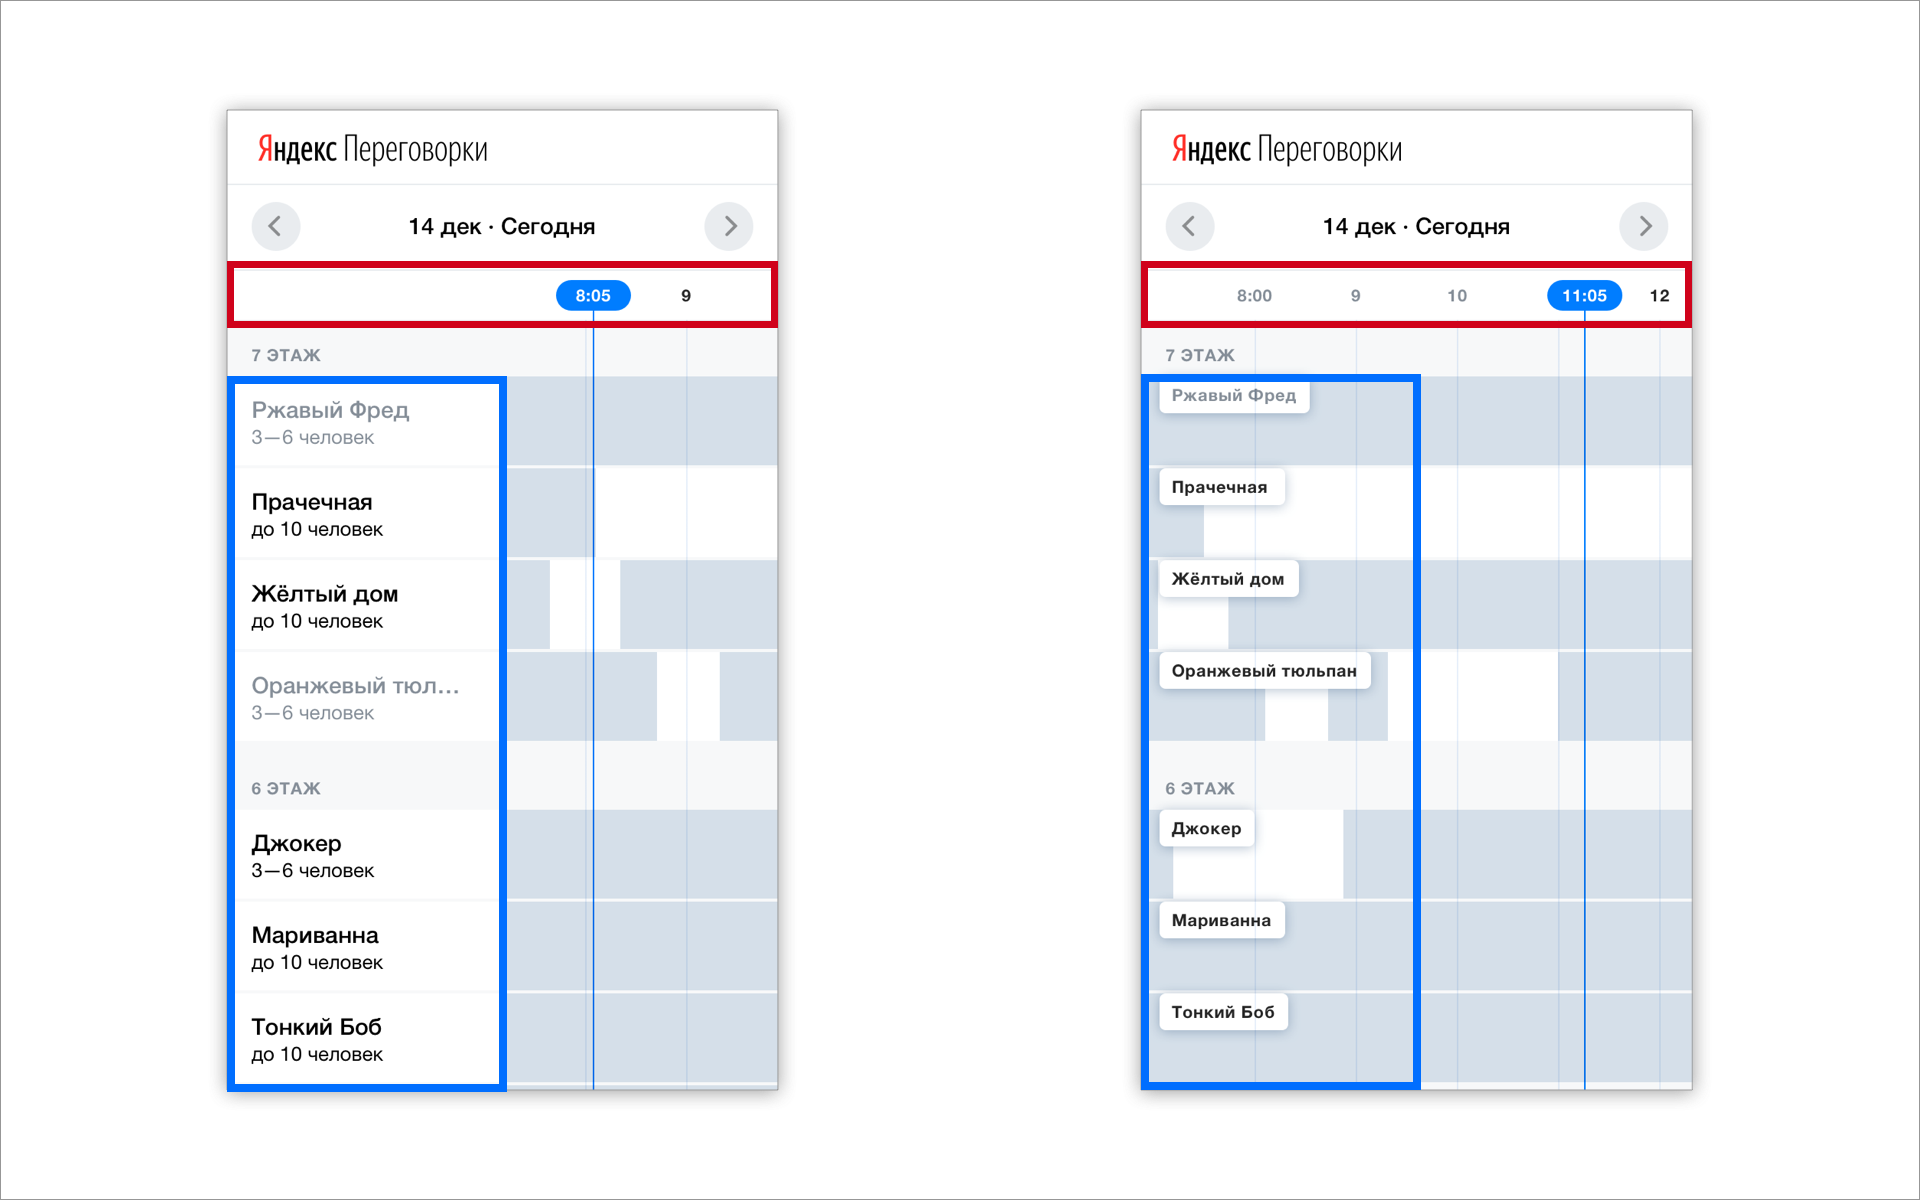 Яндекс Переговорки
14 дек · Сегодня
8:05 9
7 ЭТАЖ
Ржавый Фред
3—6 человек
Прачечная
до 10 человек
Жёлтый дом
до 10 человек
Оранжевый тюл...
3—6 человек
6 ЭТАЖ
Джокер
3—6 человек
Мариванна
до 10 человек
Тонкий Боб
до 10 человек
Яндекс Переговорки
14 дек · Сегодня
8:00 9 10 11:05 12
7 ЭТАЖ
Ржавый Фред
Прачечная
Жёлтый дом
Оранжевый тюльпан
6 ЭТАЖ
Джокер
Мариванна
Тонкий Боб